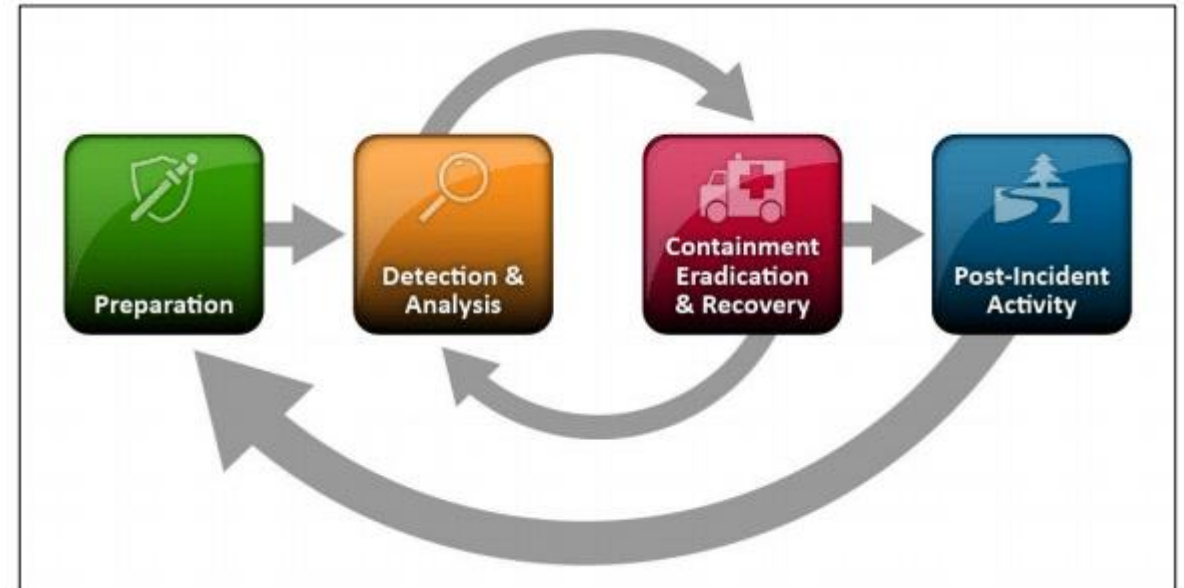 Preparation
Detection &
Analysis
Containment
Eradication
& Recovery
Post-Incident
Activity